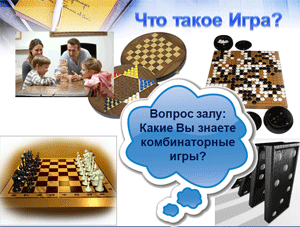 Что такое Игра?
Вопрос залу:
Какие Вы знаете
комбинаторные
игры?